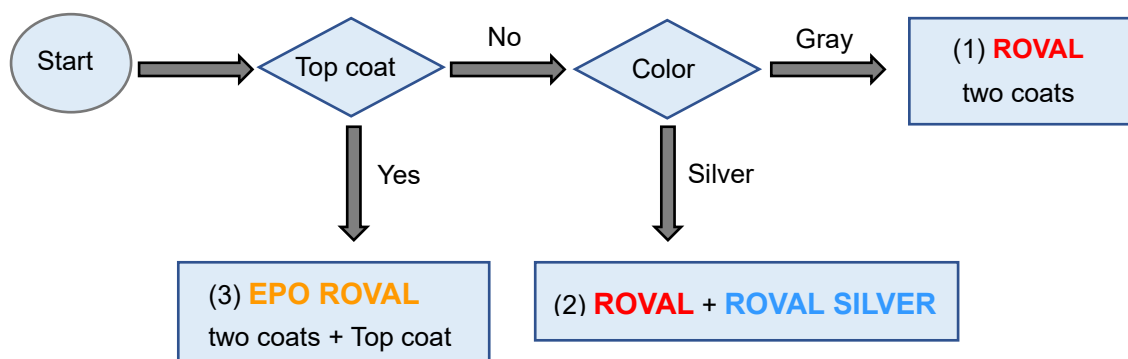 Start
Top coat
No
Color
Gray
(1) ROVAL
two coats
Yes
Silver
(3) EPO ROVAL
two coats + Top coat
(2) ROVAL + ROVAL SILVER